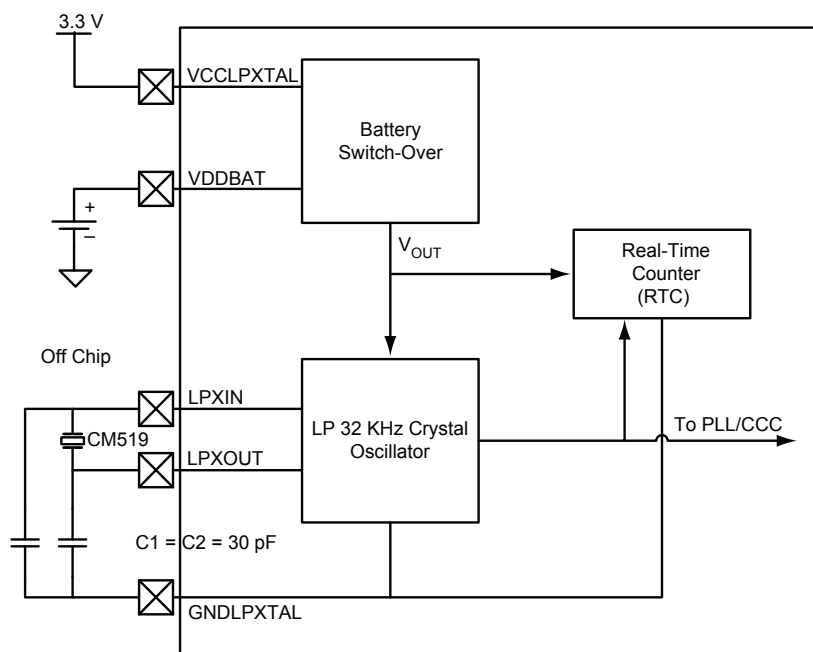 3.3 V
VCCLPXTAL
Battery
Switch-Over
VDDBAT
+
–
VOUT
Real-Time
Counter
(RTC)
Off Chip
LPXIN
CM519
LP 32 KHz Crystal
Oscillator
To PLL/CCC
LPXOUT
C1 = C2 = 30 pF
GNDLPXTAL